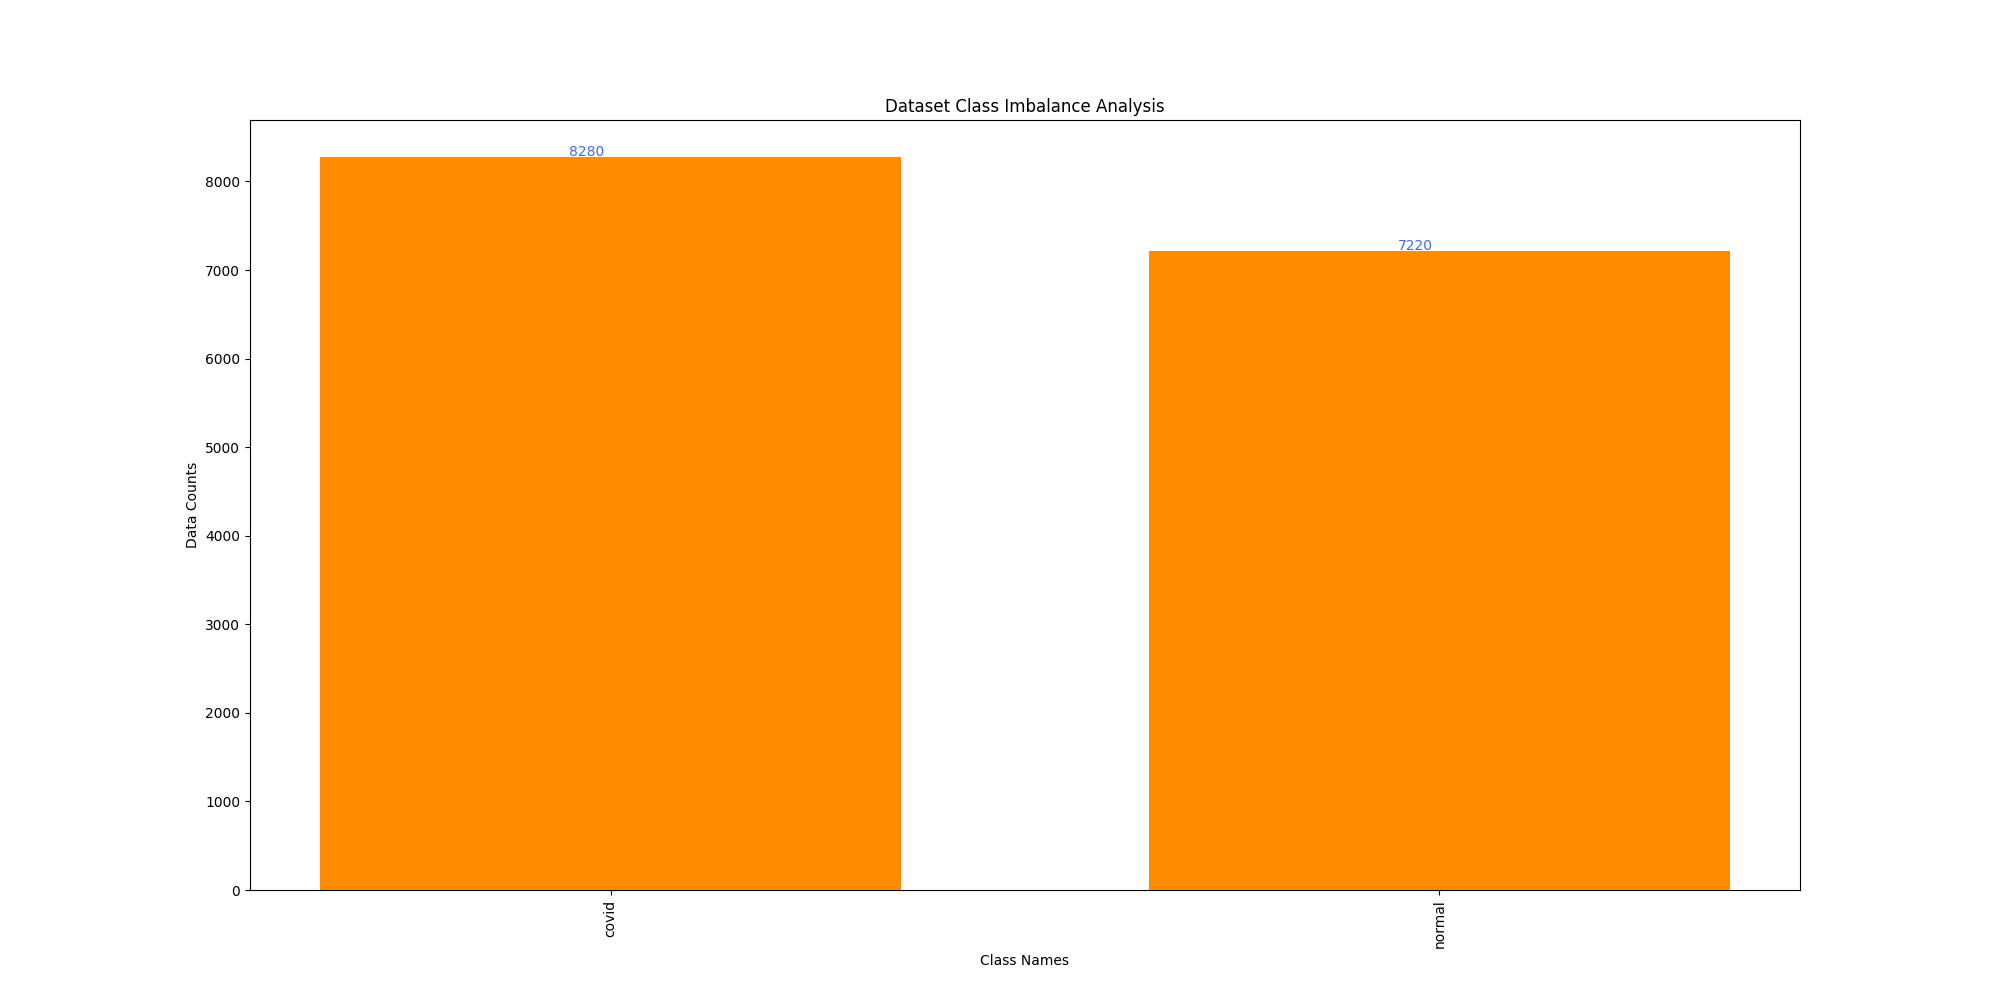 Dataset Class Imbalance Analysis
8280
7220
8000
7000
6000
5000
4000
3000
2000
1000
0
Data Counts
covid
normal
Class Names